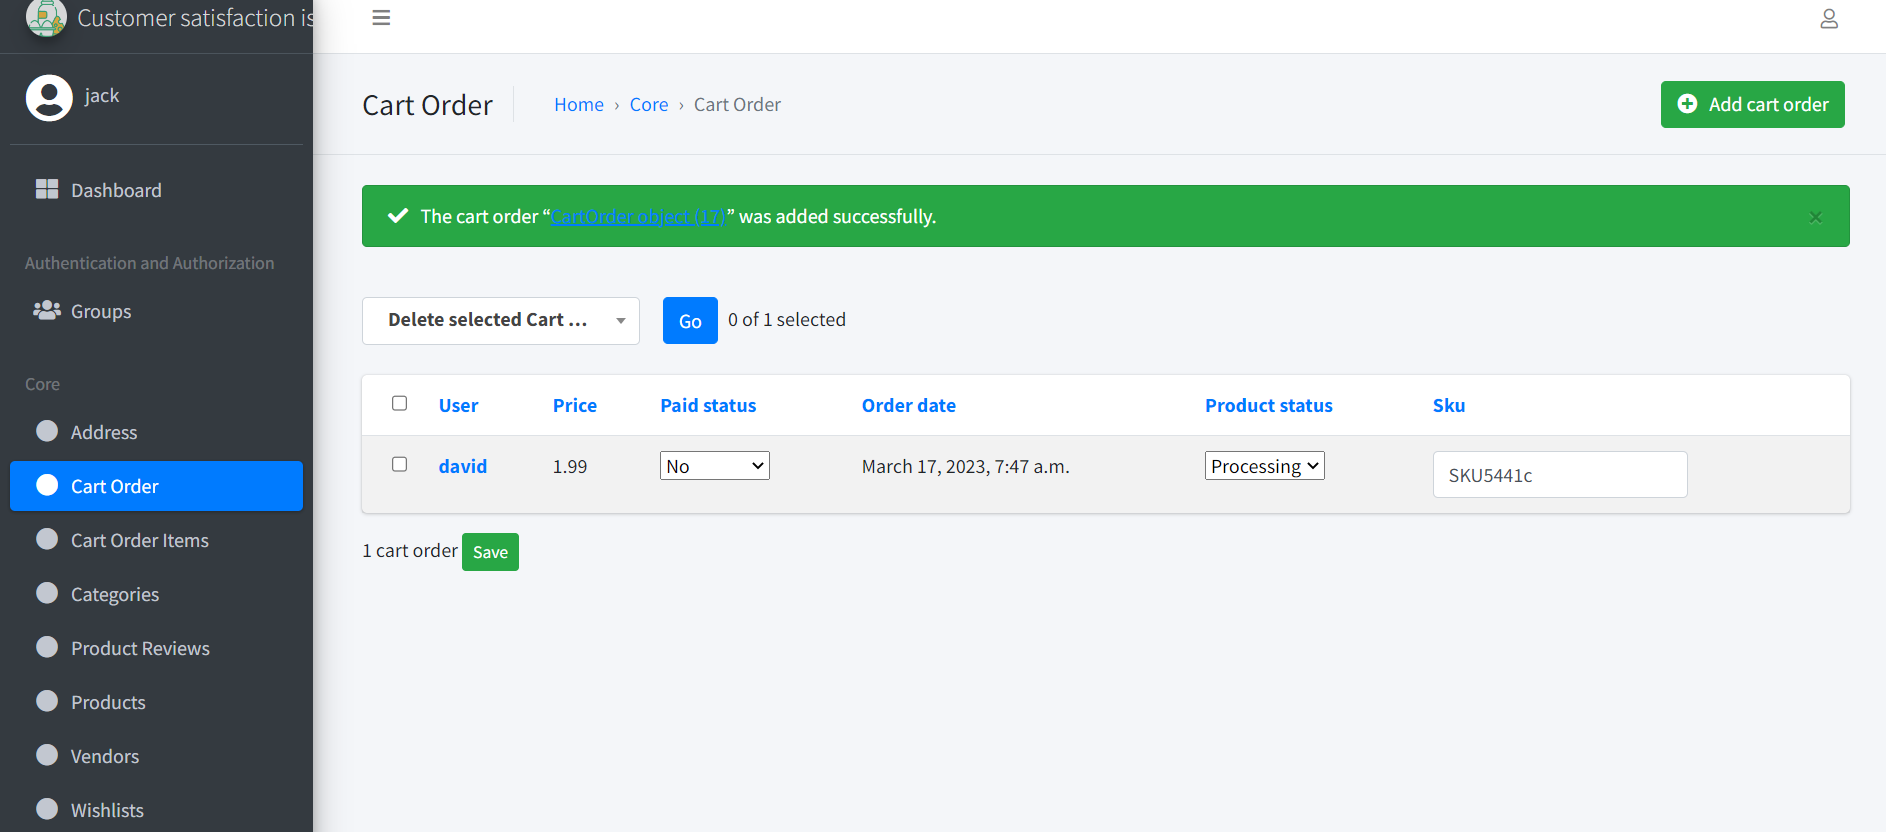 Customer satisfaction is
jack
Dashboard
Authentication and Authorization
Groups
Core
Address
Cart Order
Cart Order Items
Categories
Product Reviews
Products
Vendors
Wishlists
Cart Order
Home › Core › Cart Order
Add cart order
The cart order “CartOrder object (17)” was added successfully.
×
Delete selected Cart ...
Go
0 of 1 selected
User Price Paid status Order date Product status Sku
david 1.99 No March 17, 2023, 7:47 a.m. Processing SKU5441c
1 cart order Save